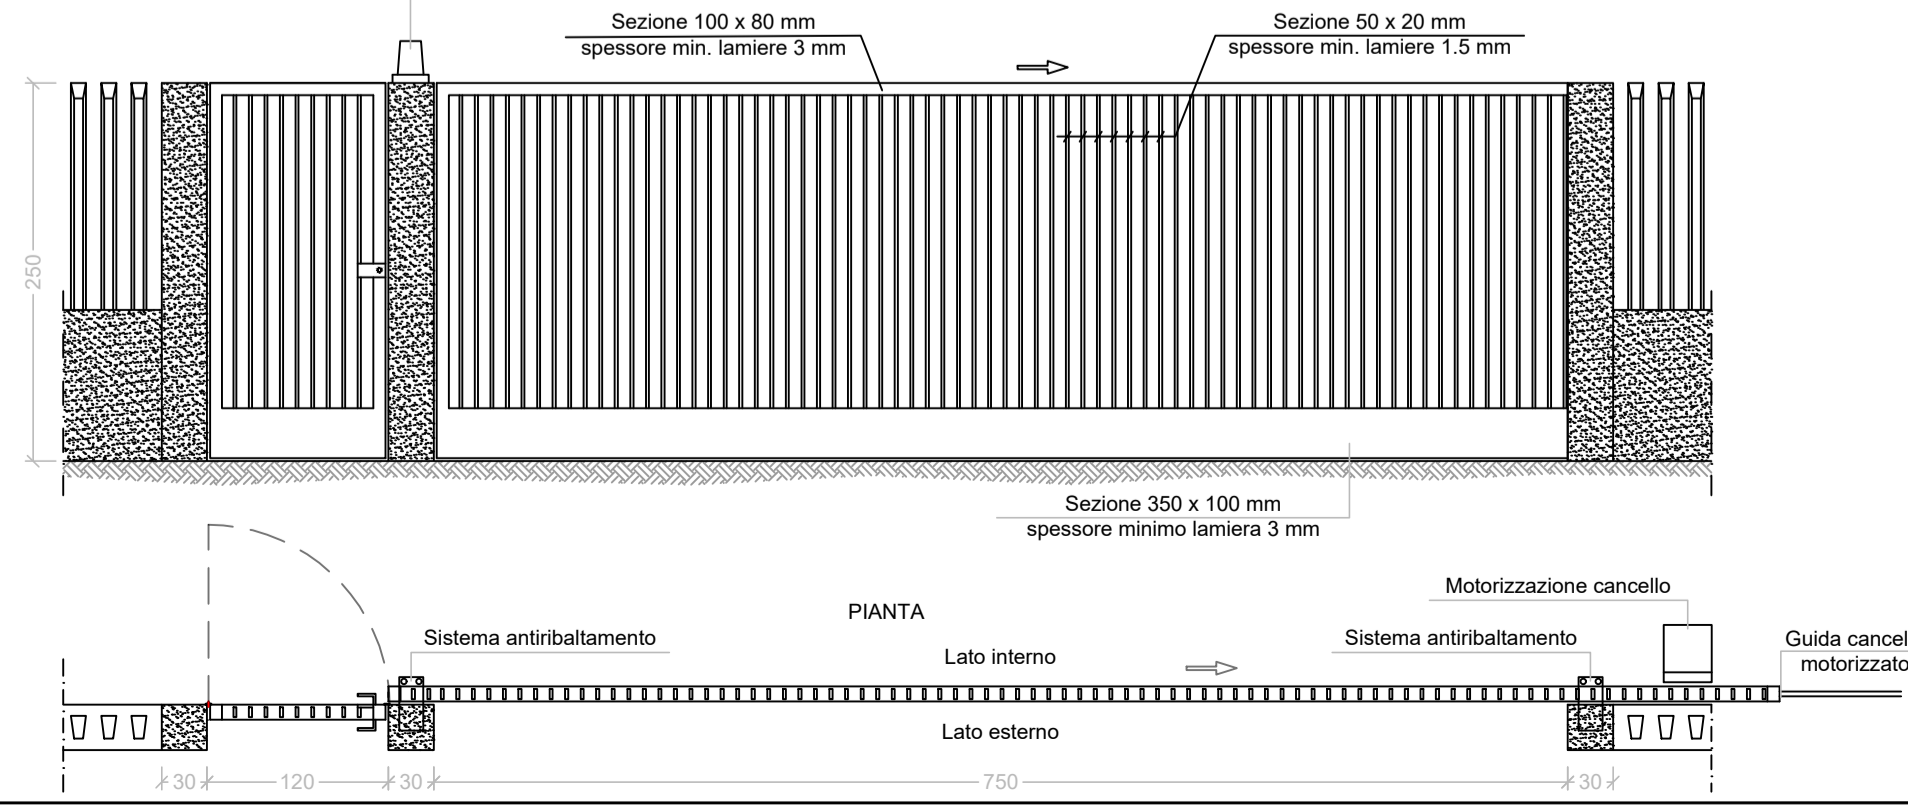 Sezione 100 x 80 mm
spessore min. lamiere 3 mm
Sezione 50 x 20 mm
spessore min. lamiere 1.5 mm
250
Sezione 350 x 100 mm
spessore minimo lamiera 3 mm
Motorizzazione cancello
PIANTA
Sistema antiribaltamento
Sistema antiribaltamento
Guida cancel
motorizzato
Lato interno
Lato esterno
30
120
30
750
30